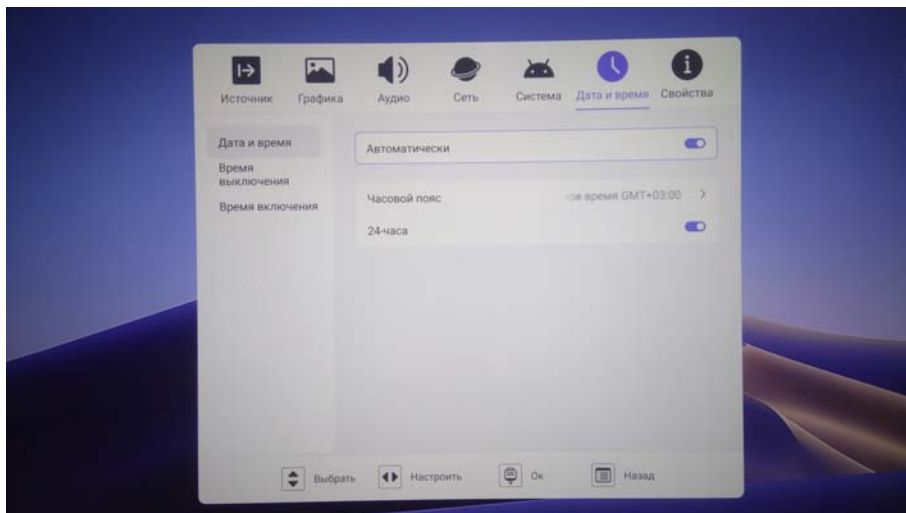 Источник Графика Аудио Сеть Система Дата и время Свойства
Дата и время
Автоматически
Время
выключения
Часовой пояс время GMT+03:00
Время включения
24-часа
Выбрать Настроить Ок Назад